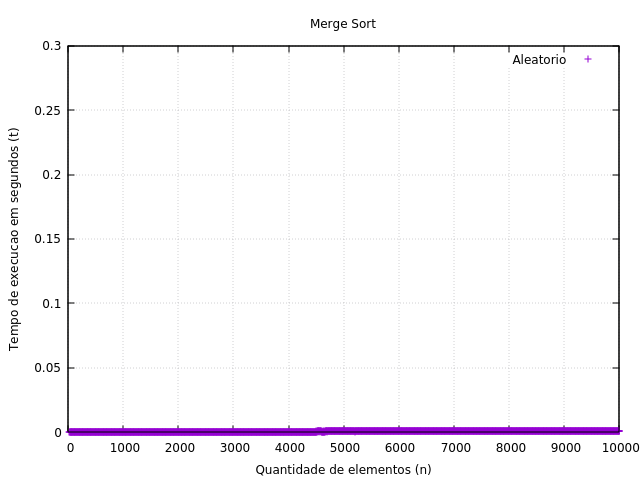 Merge Sort
Aleatorio
0.3
0.25
0.2
0.15
0.1
0.05
0
0 1000 2000 3000 4000 5000 6000 7000 8000 9000 10000
Tempo de execucao em segundos (t)
Quantidade de elementos (n)